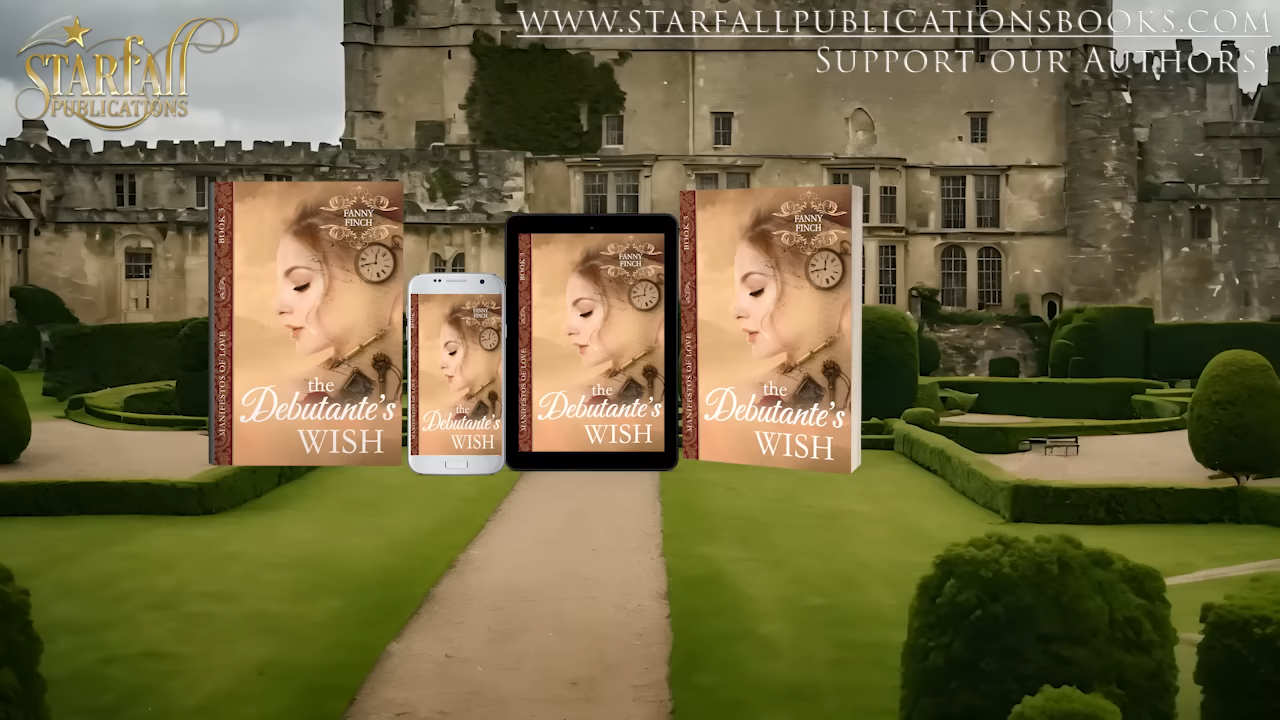 STARfall
PUBLICATIONS
WWW.STARFALLPUBLICATIONSBOOKS.COM
SUPPORT OUR AUTHORS!
BOOK 3
MANIFESTOS OF LOVE
FANNY
FINCH
the
Debutante's
WISH
FANNY
FINCH
the
Debutante's
WISH
BOOK 3
MANIFESTOS OF LOVE
FANNY
FINCH
the
Debutante's
WISH
BOOK 3
MANIFESTOS OF LOVE
FANNY
FINCH
the
Debutante's
WISH